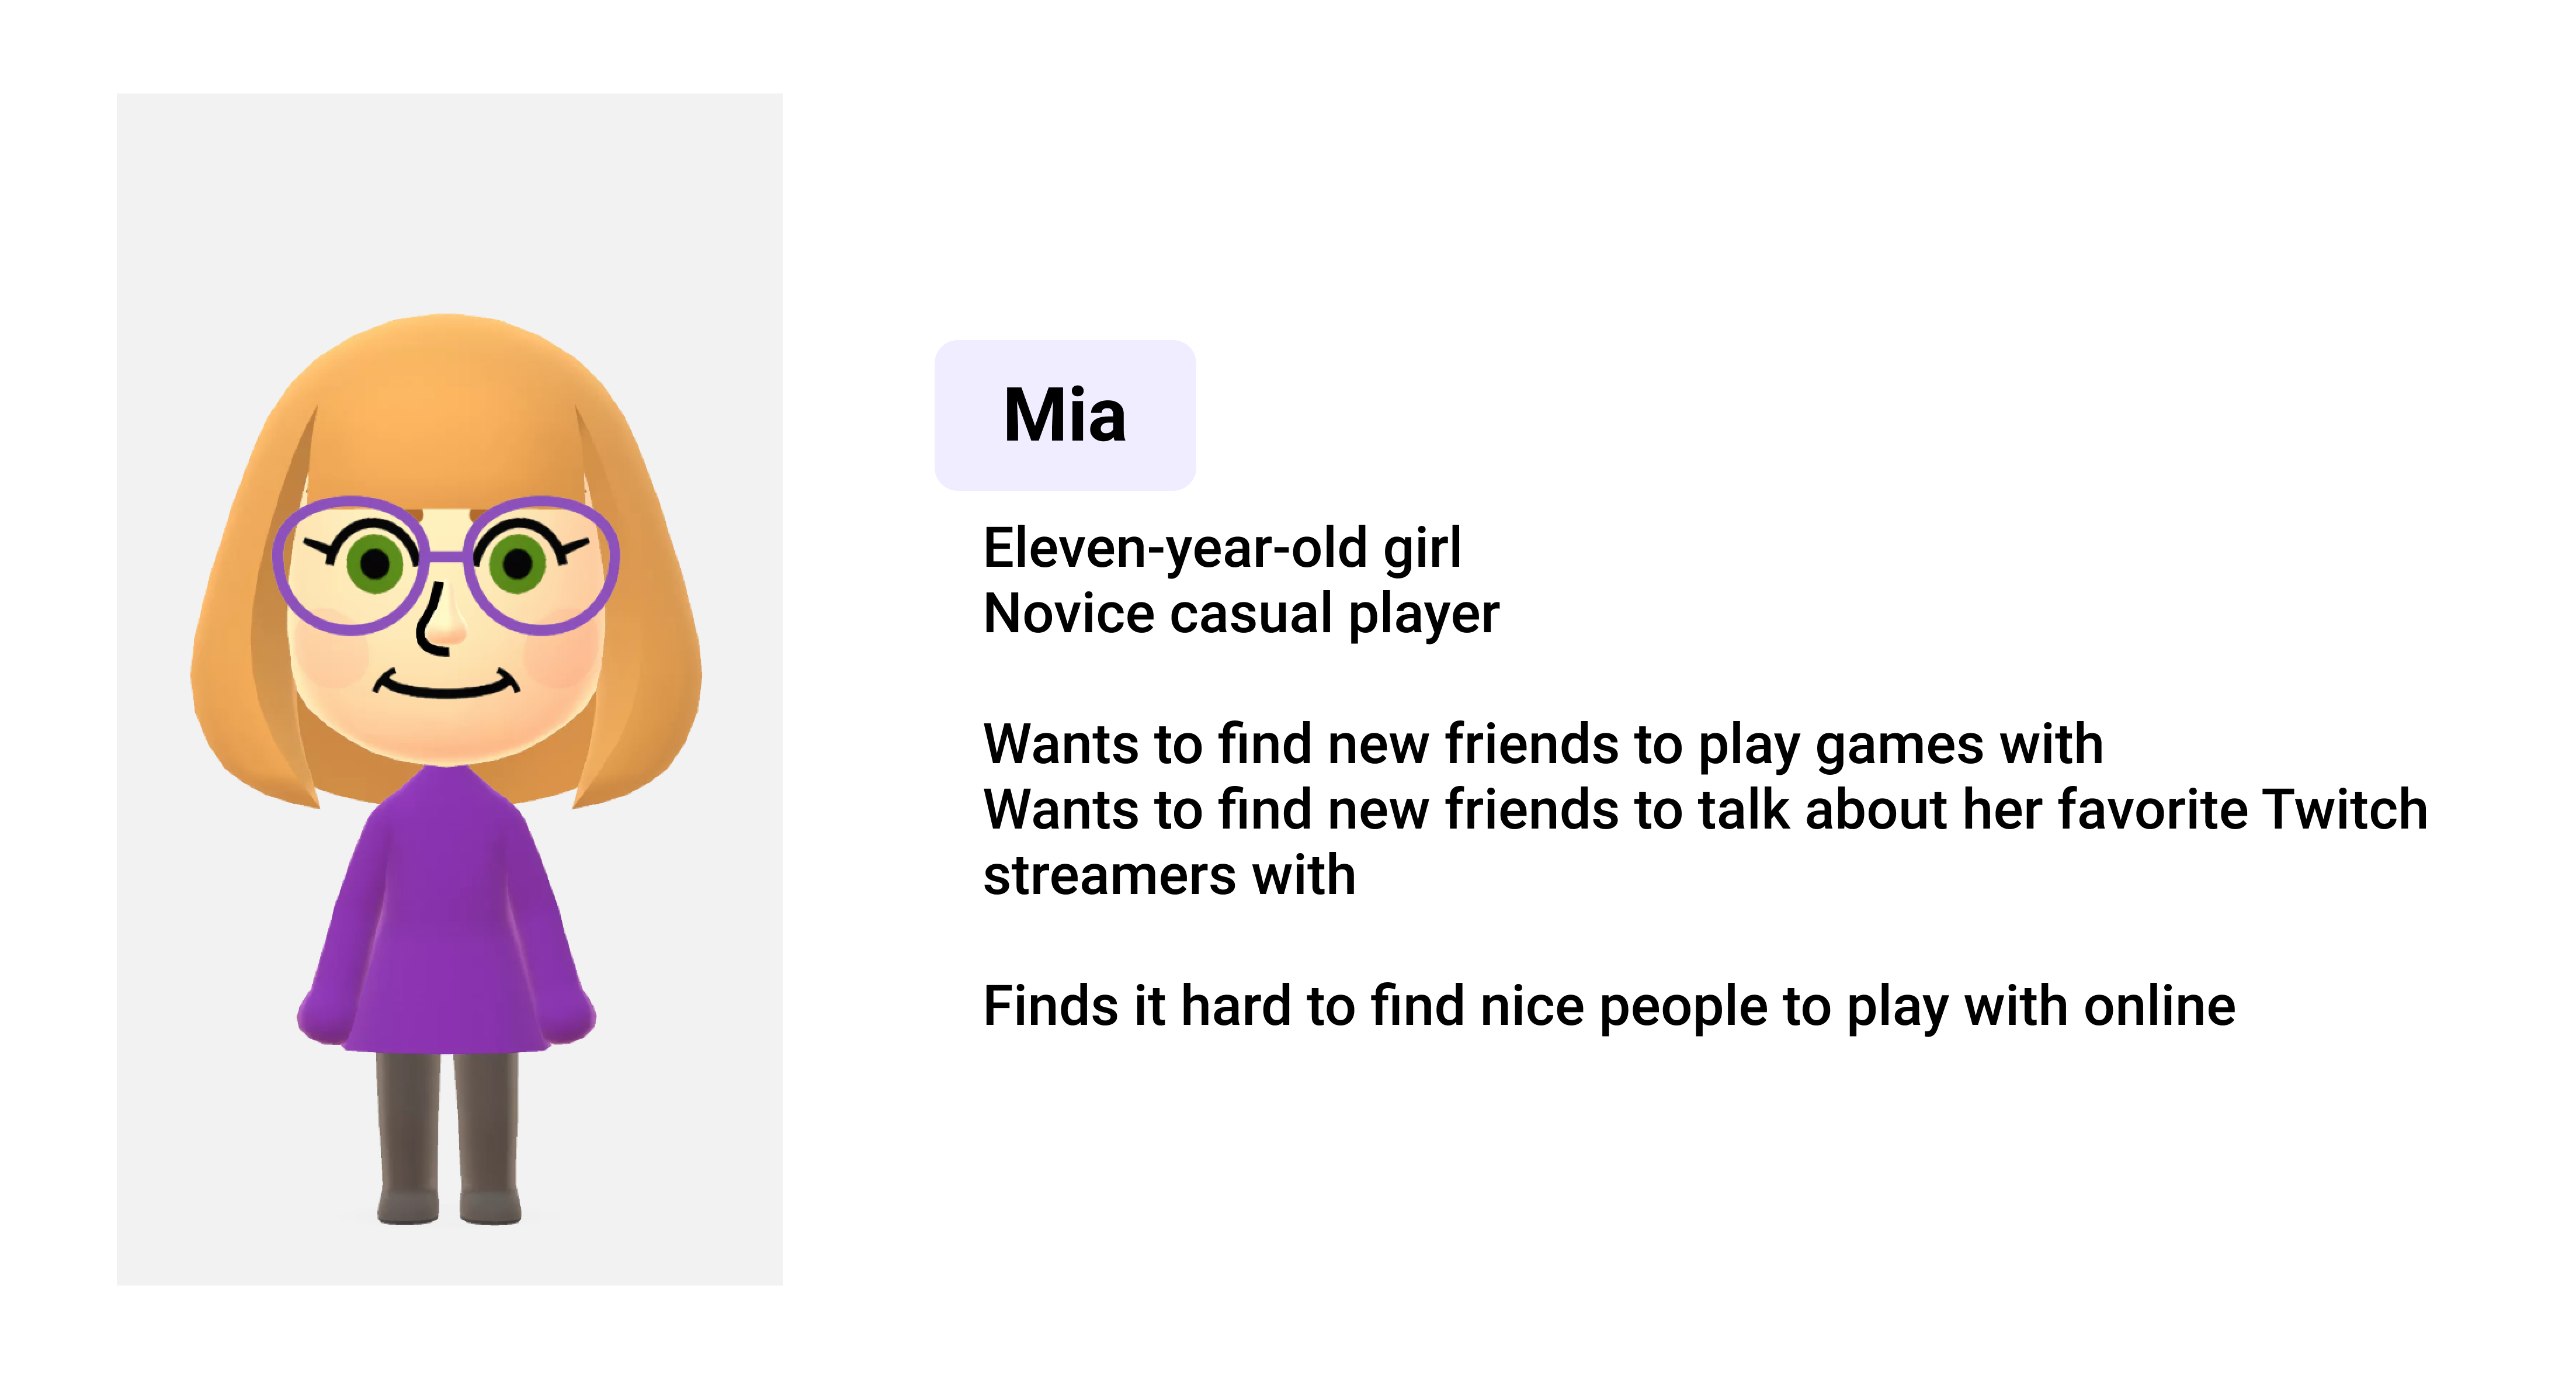 Mia
Eleven-year-old girl
Novice casual player
Wants to find new friends to play games with
Wants to find new friends to talk about her favorite Twitch
streamers with
Finds it hard to find nice people to play with online